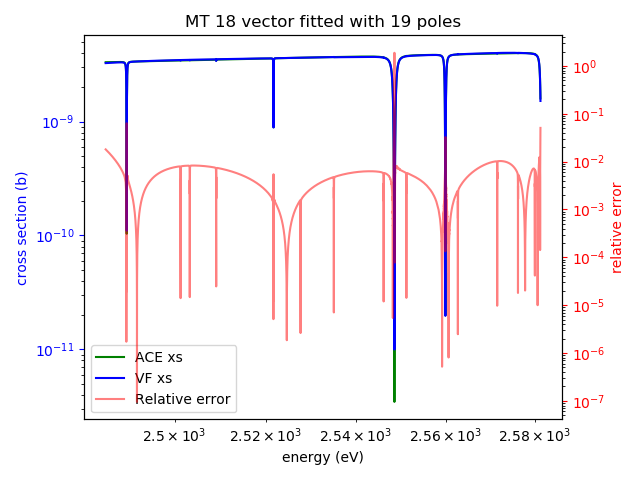 MT 18 vector fitted with 19 poles
cross section (b)
10⁻⁹
10⁻¹⁰
10⁻¹¹
10⁰
10⁻¹
10⁻²
10⁻³
10⁻⁴
10⁻⁵
10⁻⁶
10⁻⁷
relative error
ACE xs
VF xs
Relative error
2.5 × 10³ 2.52 × 10³ 2.54 × 10³ 2.56 × 10³ 2.58 × 10³
energy (eV)